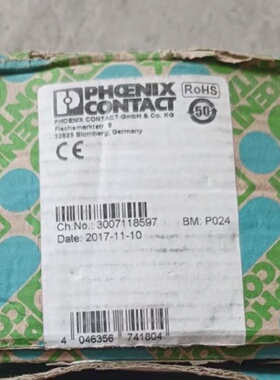 PHŒNIX
CONTACT
RoHS
50
PHOENIX CONTACT GmbH & Co. KG
flachsmarktstr. 8
32825 Blomberg, Germany
CE
Ch.No.: 3007118597 BM: P024
Date: 2017-11-10
4 046356 741804